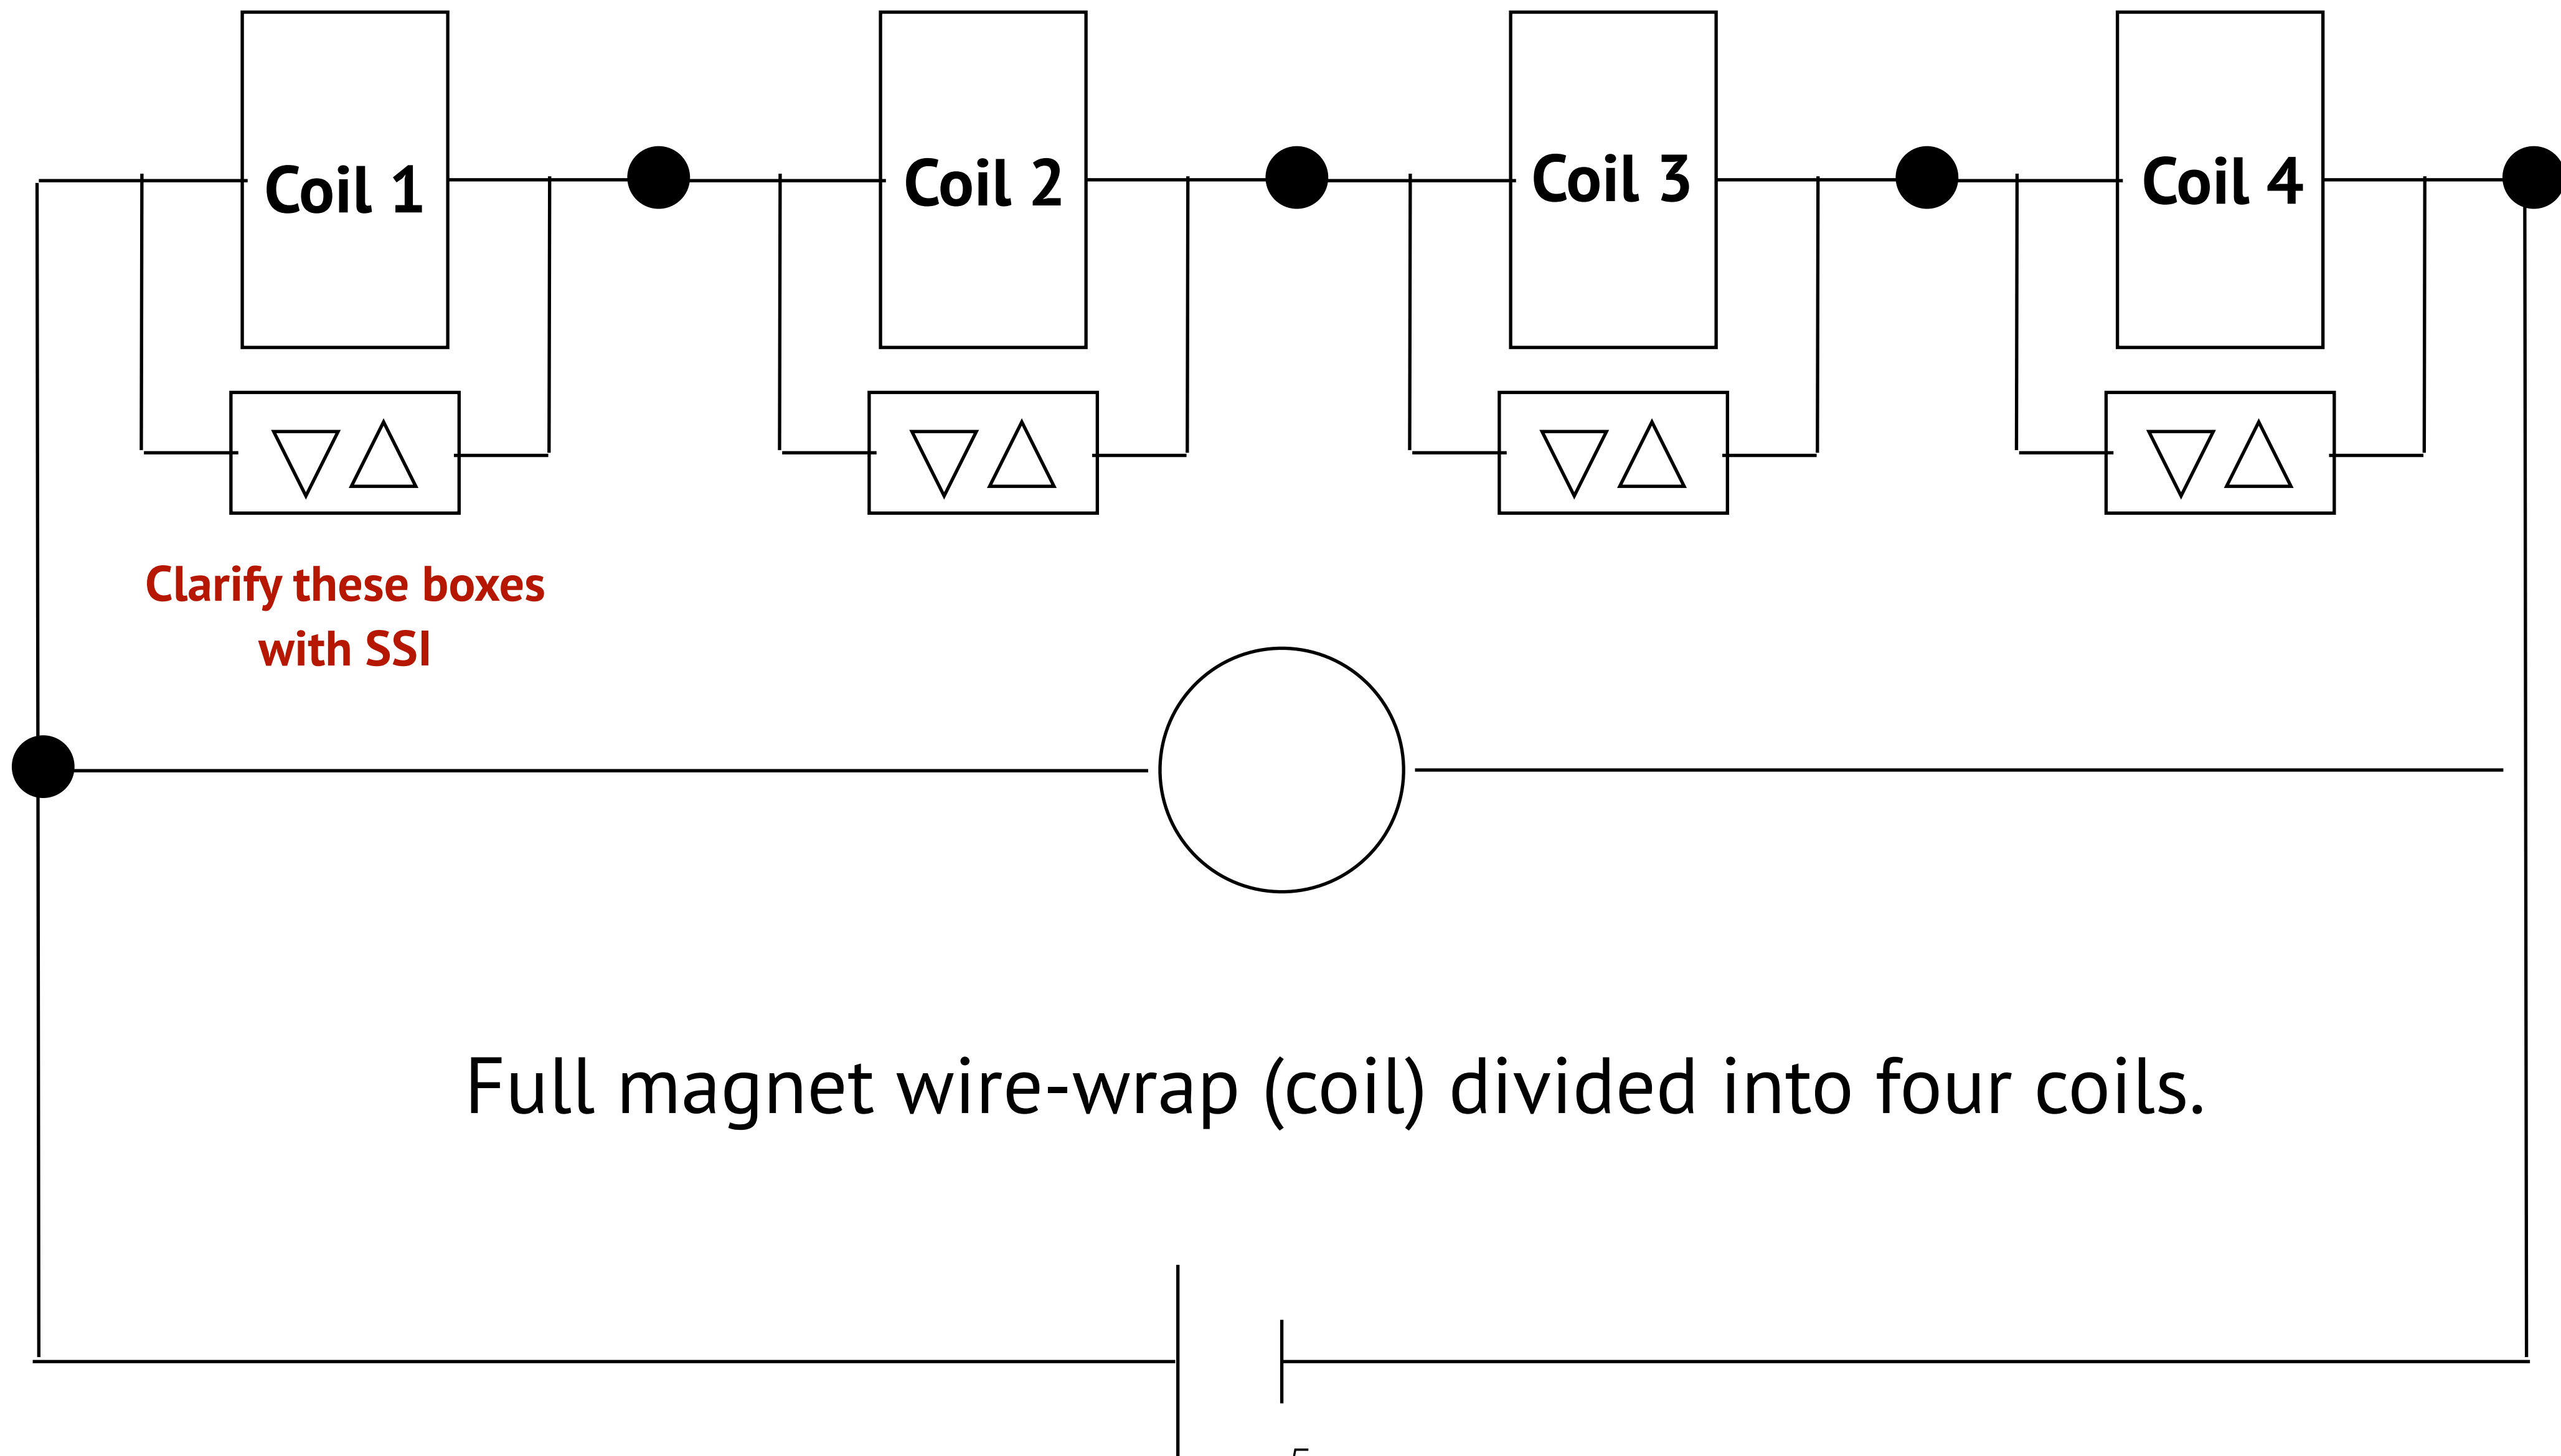 Coil 1
Coil 2
Coil 3
Coil 4
Clarify these boxes
with SSI
Full magnet wire-wrap (coil) divided into four coils.